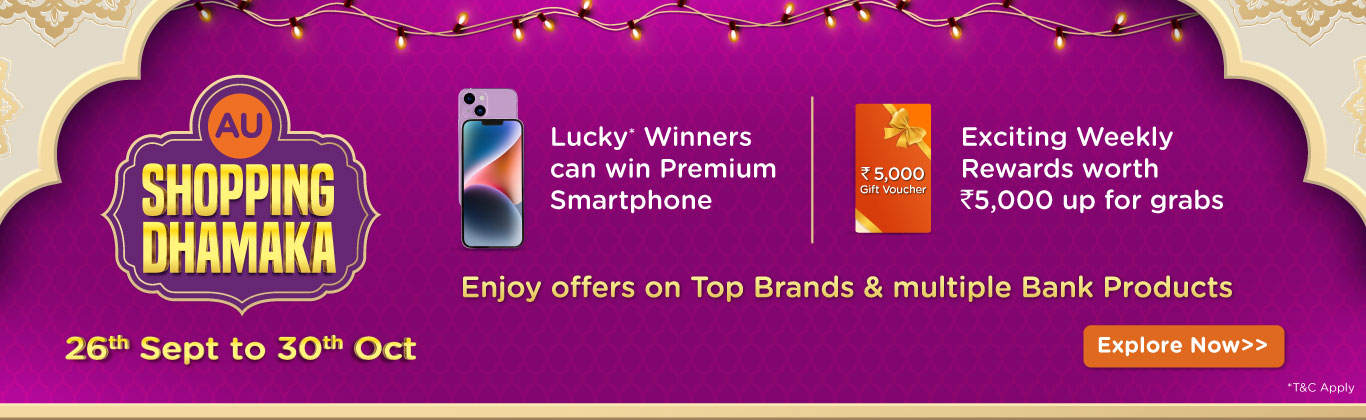 AU
SHOPPING
DHAMAKA
26th Sept to 30th Oct
Lucky* Winners
can win Premium
Smartphone
₹5,000
Gift Voucher
Exciting Weekly
Rewards worth
₹5,000 up for grabs
Enjoy offers on Top Brands & multiple Bank Products
Explore Now>>
*T&C Apply